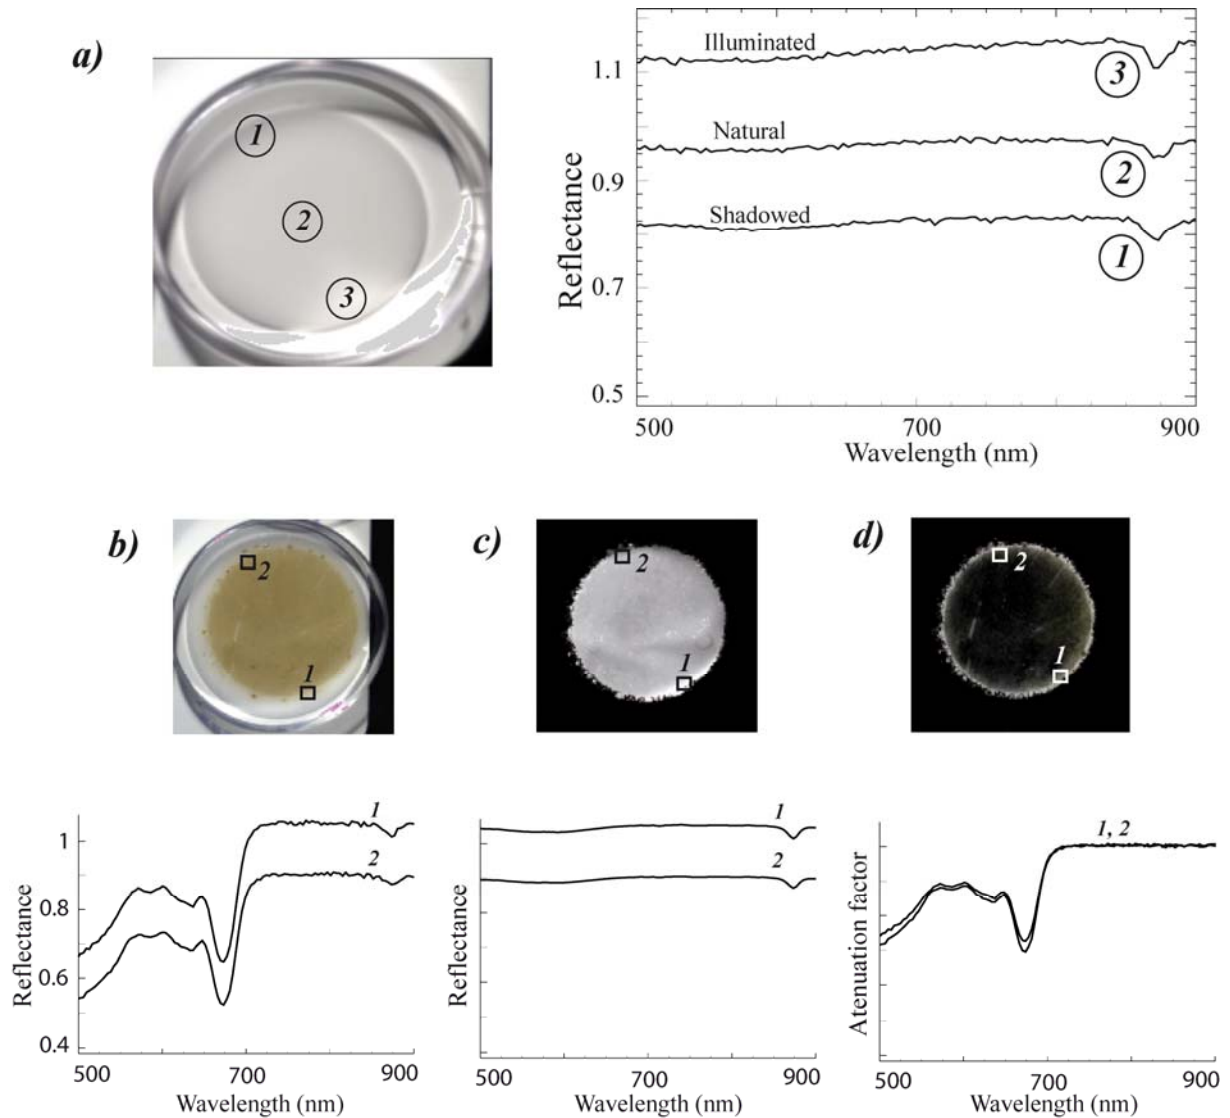 a)
1
2
3
Illuminated
3
Natural
2
Shadowed
1
Reflectance
1.1
0.9
0.7
0.5
500 700 900
Wavelength (nm)
b)
2
1
c)
2
1
d)
2
1
1
2
Reflectance
1
0.8
0.6
0.4
500 700 900
Wavelength (nm)
1
2
Reflectance
500 700 900
Wavelength (nm)
1, 2
Atenuation factor
500 700 900
Wavelength (nm)